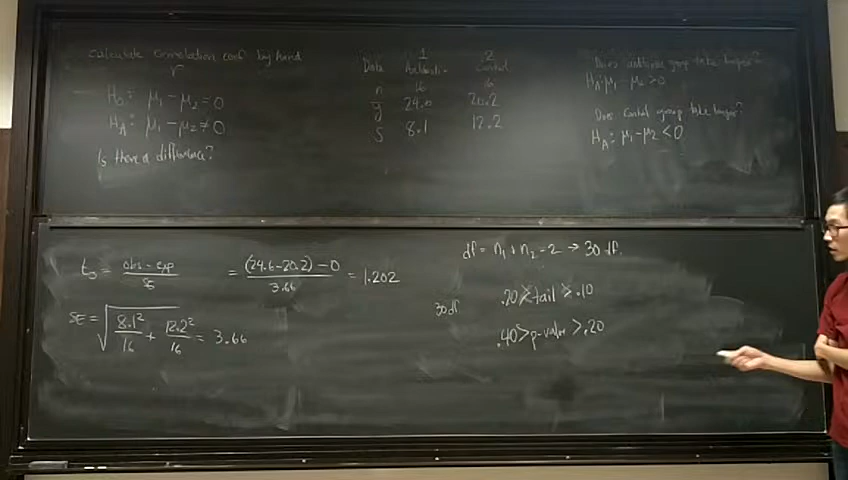 Calculate correlation coef by hand
r
H₀: μ₁ - μ₂ = 0
H_A: μ₁ - μ₂ ≠ 0
Is there a difference?
1 2
Data Control
n 16 16
ȳ 24.6 20.2
S 8.1 12.2
Does group take longer?
H_A: μ₁ - μ₂ > 0
Does control group take longer?
H_A: μ₁ - μ₂ < 0
t₀ = obs - exp / SE = (24.6 - 20.2) - 0 / 3.66 = 1.202
SE = √(8.1²/16 + 12.2²/16) = 3.66
df = n₁ + n₂ - 2 → 30 df.
30 df .20 > tail > .10
.40 > p-value > .20